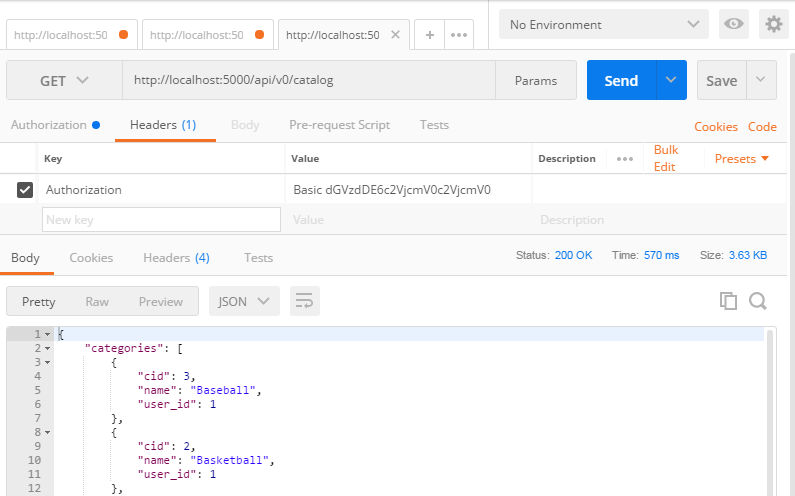 http://localhost:50 http://localhost:50 http://localhost:50 No Environment
GET http://localhost:5000/api/v0/catalog Params Send Save
Authorization Headers (1) Body Pre-request Script Tests Cookies Code
Key Value Description ••• Bulk Edit Presets
Authorization Basic dGVzdDE6c2VjcmV0c2VjcmV0
New key Value Description
Body Cookies Headers (4) Tests Status: 200 OK Time: 570 ms Size: 3.63 KB
Pretty Raw Preview JSON
1 {
2 "categories": [
3 {
4 "cid": 3,
5 "name": "Baseball",
6 "user_id": 1
7 },
8 {
9 "cid": 2,
10 "name": "Basketball",
11 "user_id": 1
12 },